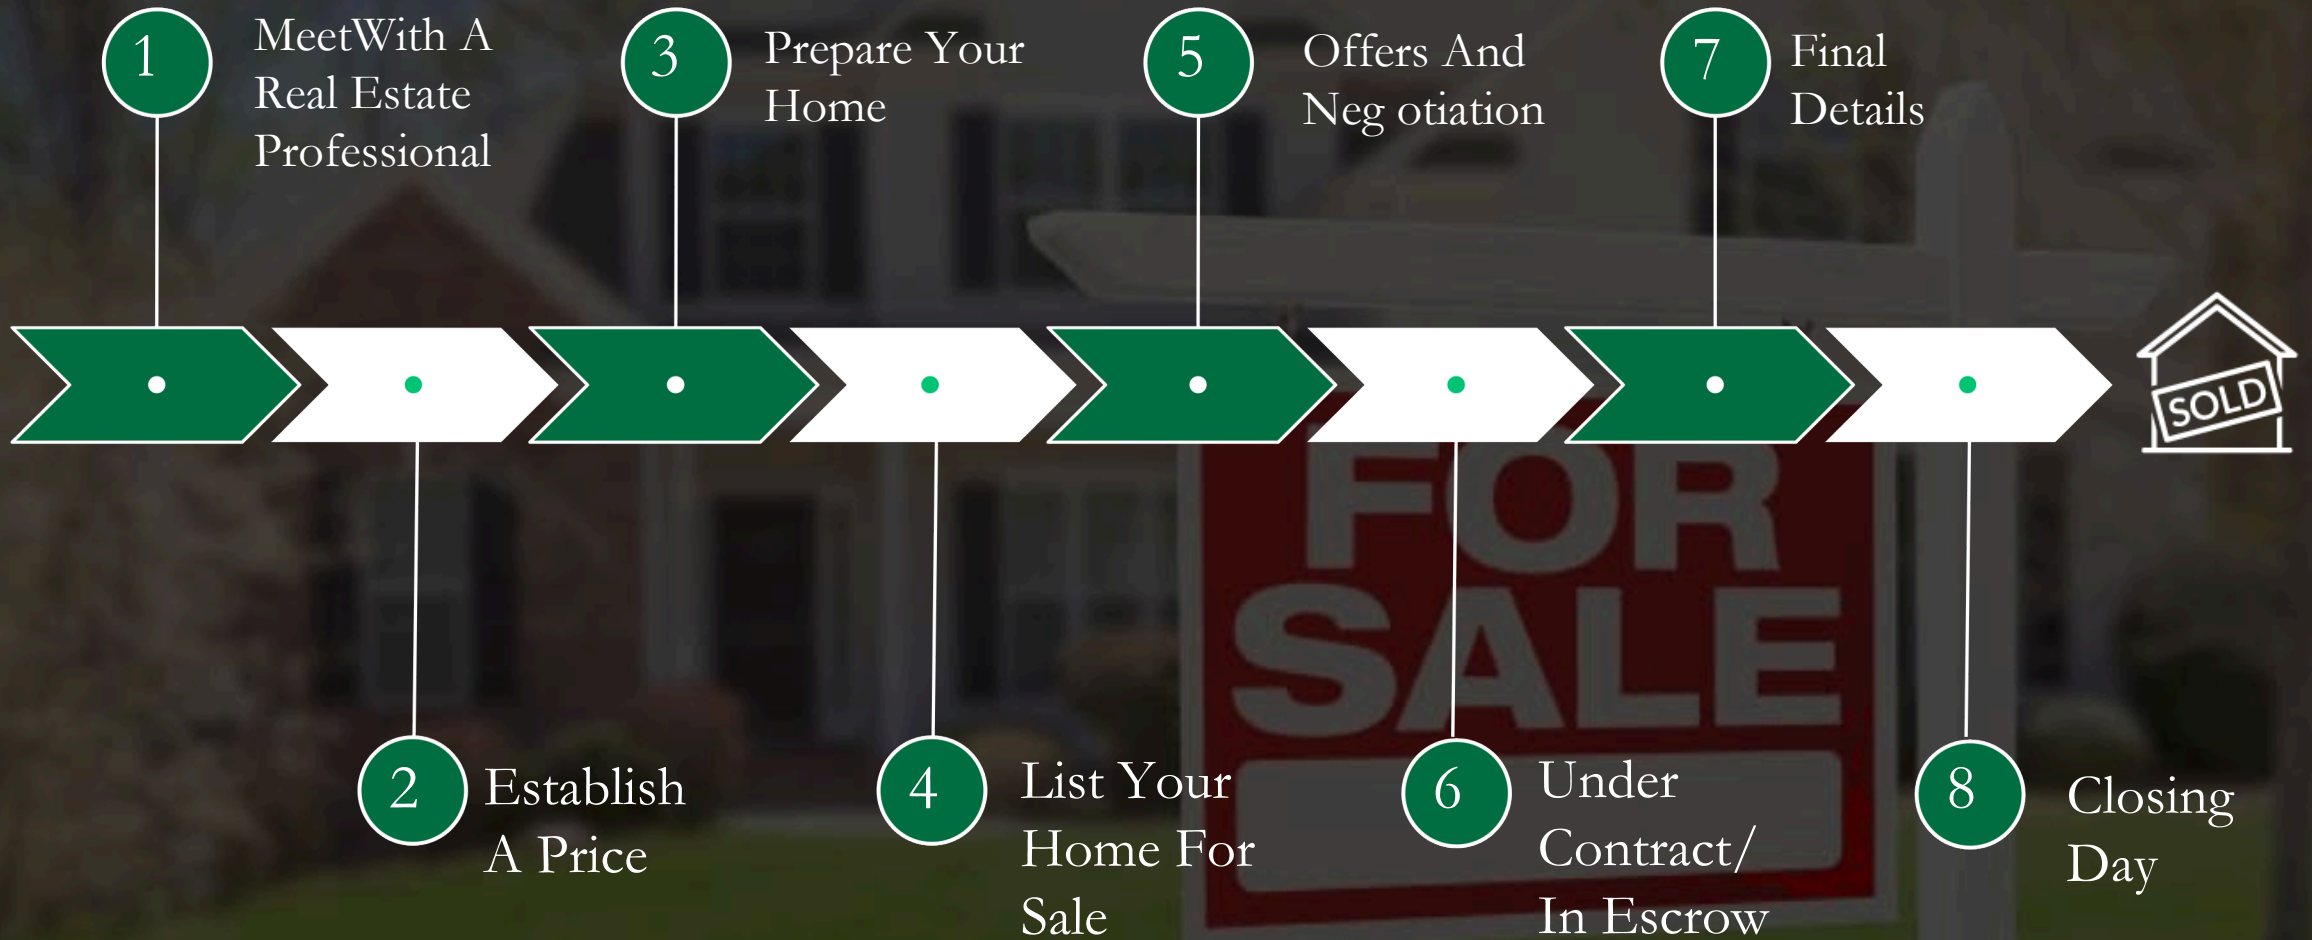 1
MeetWith A
Real Estate
Professional
3
Prepare Your
Home
5
Offers And
Neg otiation
7
Final
Details
SOLD
FOR
SALE
2
Establish
A Price
4
List Your
Home For
Sale
6
Under
Contract/
In Escrow
8
Closing
Day